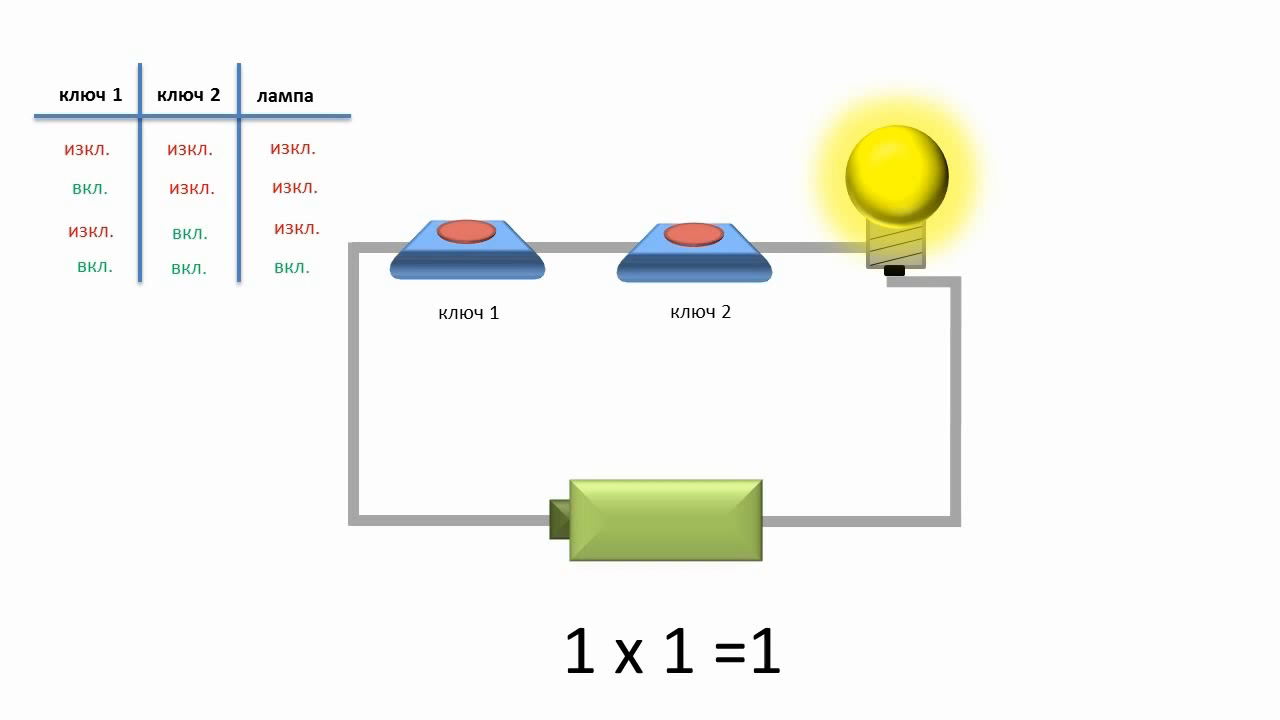 ключ 1 ключ 2 лампа
изкл. изкл. изкл.
вкл. изкл. изкл.
изкл. вкл. изкл.
вкл. вкл. вкл.
ключ 1 ключ 2
1 x 1 =1